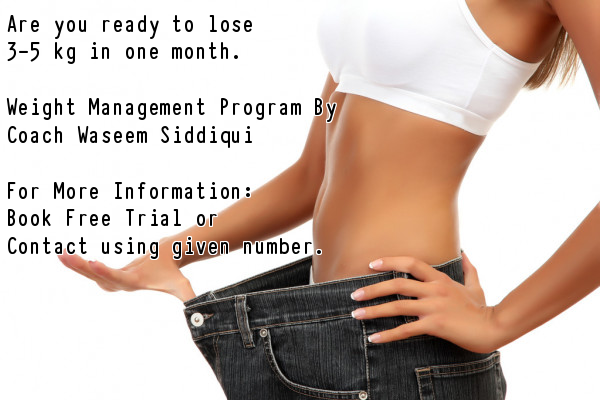 Are you ready to lose
3-5 kg in one month.
Weight Management Program By
Coach Waseem Siddiqui
For More Information:
Book Free Trial or
Contact using given number.